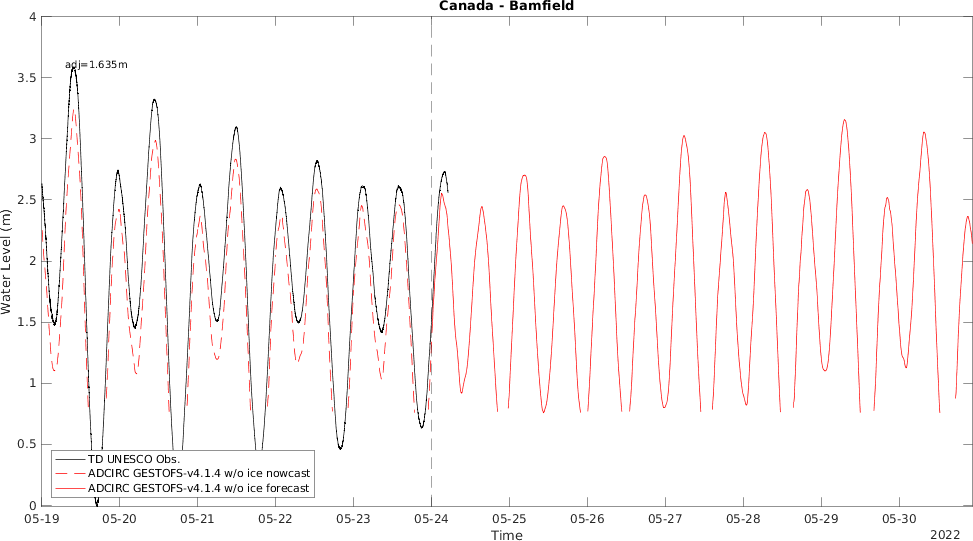 Canada - Bamfield
adj=1.635m
Water Level (m)
4
3.5
3
2.5
2
1.5
1
0.5
0
TD UNESCO Obs.
ADCIRC GESTOFS-v4.1.4 w/o ice nowcast
ADCIRC GESTOFS-v4.1.4 w/o ice forecast
05-19 05-20 05-21 05-22 05-23 05-24 05-25 05-26 05-27 05-28 05-29 05-30
Time
2022